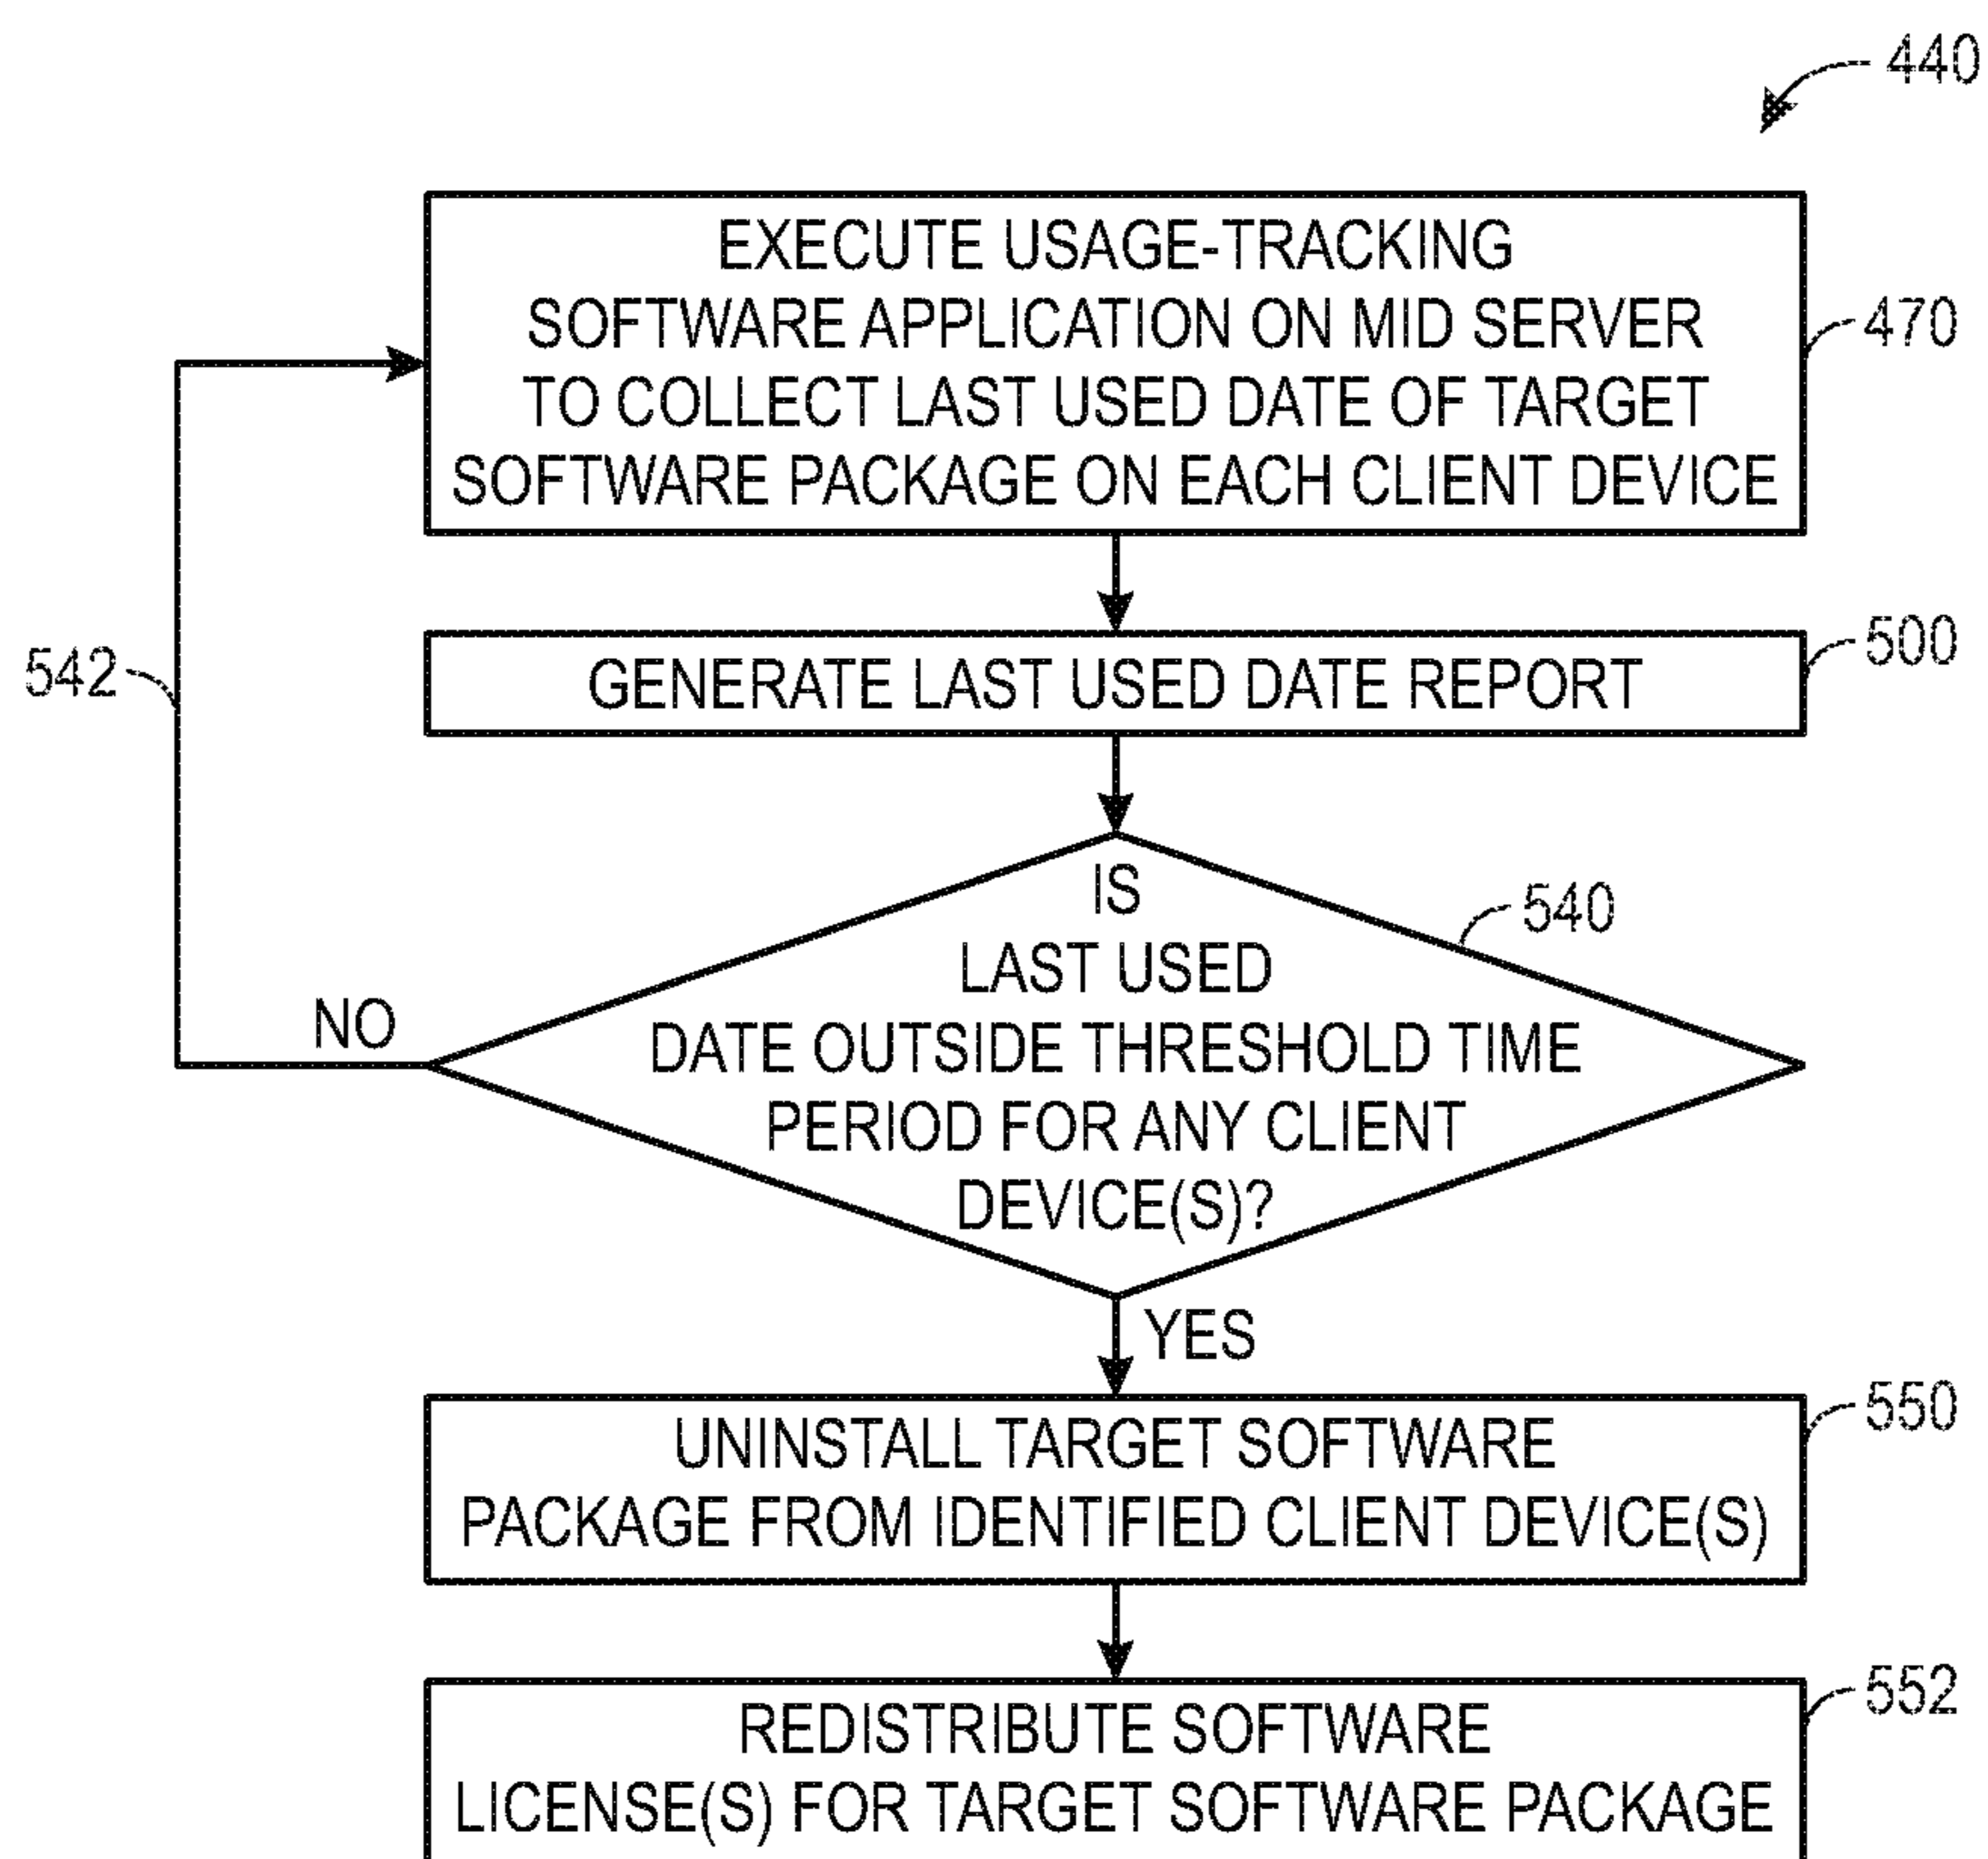 440
EXECUTE USAGE-TRACKING
SOFTWARE APPLICATION ON MID SERVER
TO COLLECT LAST USED DATE OF TARGET
SOFTWARE PACKAGE ON EACH CLIENT DEVICE
470
GENERATE LAST USED DATE REPORT
500
542
IS
LAST USED
DATE OUTSIDE THRESHOLD TIME
PERIOD FOR ANY CLIENT
DEVICE(S)?
540
NO
YES
UNINSTALL TARGET SOFTWARE
PACKAGE FROM IDENTIFIED CLIENT DEVICE(S)
550
REDISTRIBUTE SOFTWARE
LICENSE(S) FOR TARGET SOFTWARE PACKAGE
552